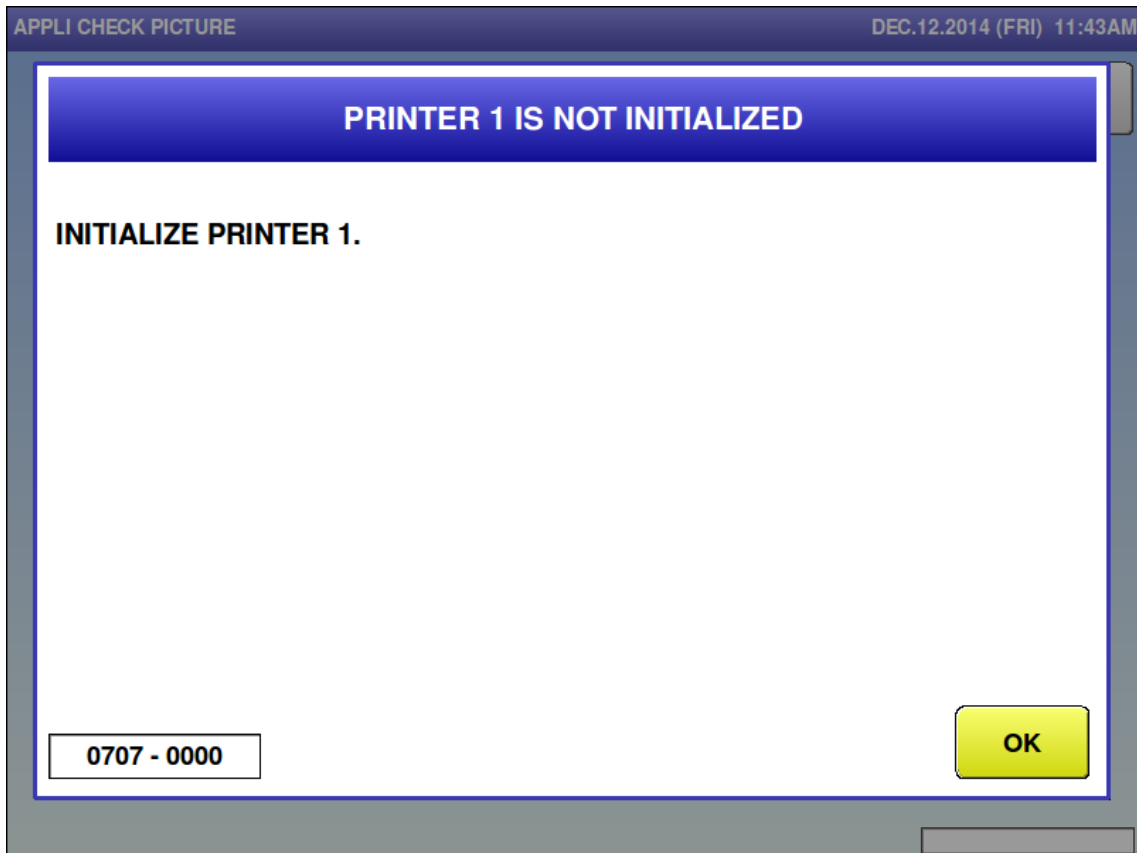 APPLI CHECK PICTURE DEC.12.2014 (FRI) 11:43AM
PRINTER 1 IS NOT INITIALIZED
INITIALIZE PRINTER 1.
0707 - 0000
OK